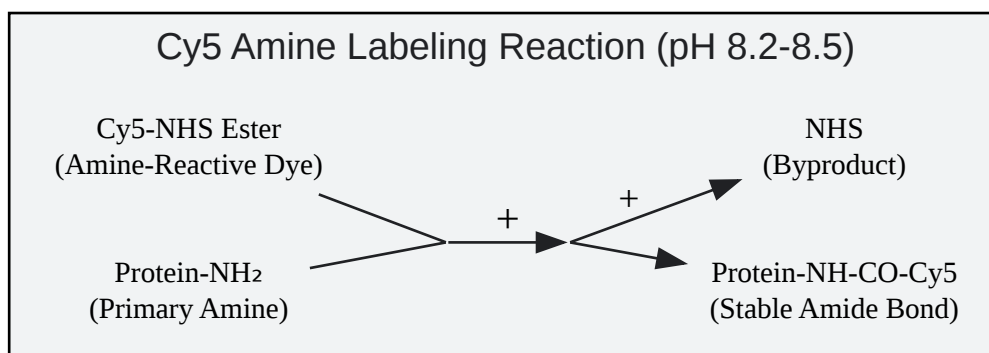 Cy5 Amine Labeling Reaction (pH 8.2-8.5)
Cy5-NHS Ester
(Amine-Reactive Dye)
NHS
(Byproduct)
+
+
Protein-NH₂
(Primary Amine)
Protein-NH-CO-Cy5
(Stable Amide Bond)